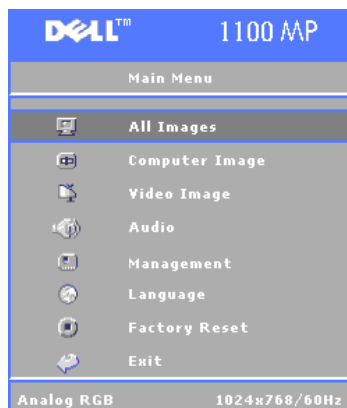 DELL™ 1100 MP
Main Menu
All Images
Computer Image
Video Image
Audio
Management
Language
Factory Reset
Exit
Analog RGB 1024x768/60Hz